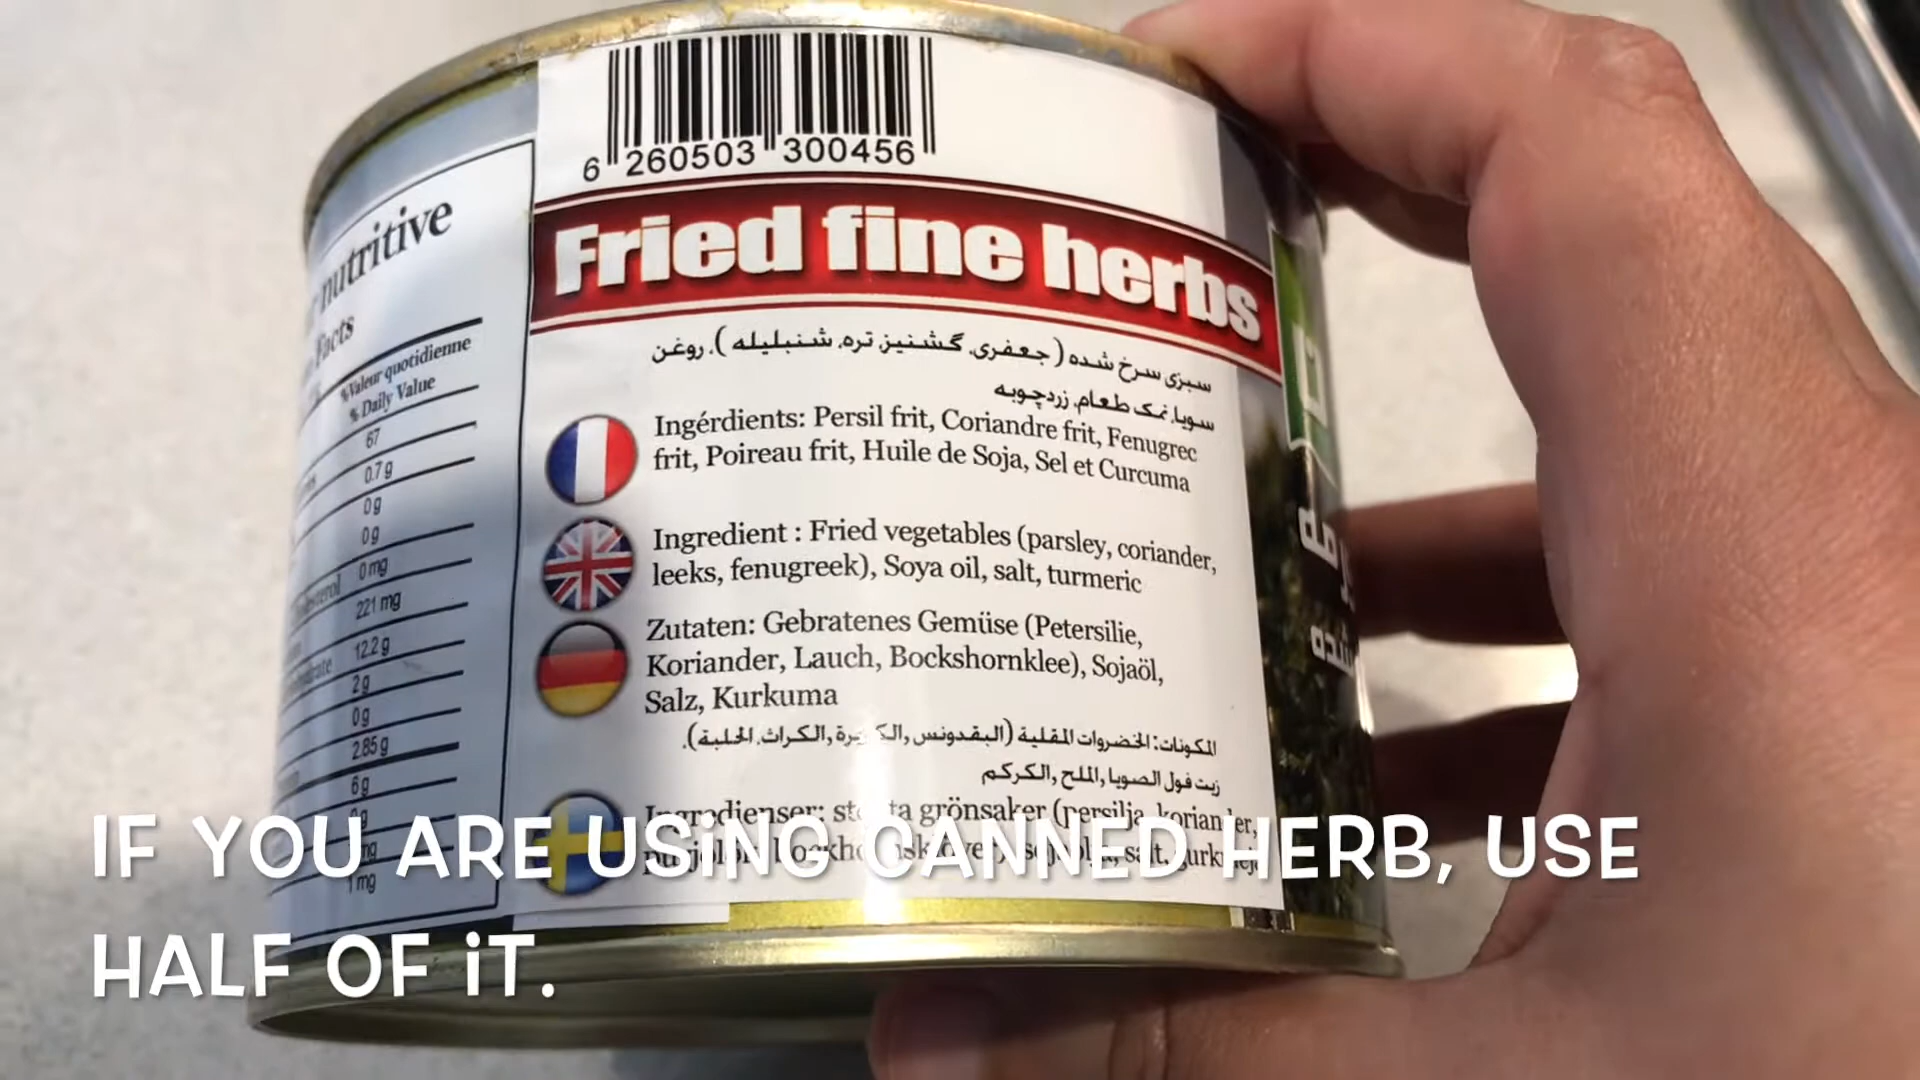 6 260503 300456
nutritive
Facts
%Valeur quotidienne
% Daily Value
67
0.7 g
0 g
0 g
0 mg
221 mg
12.2 g
2 g
0 g
2.85 g
6 g
1 mg
Fried fine herbs
سبزی سرخ شده (جعفری، گشنیز، تره، شنبلیله)، روغن
سویا، نمک طعام، زردچوبه
Ingérdients: Persil frit, Coriandre frit, Fenugrec
frit, Poireau frit, Huile de Soja, Sel et Curcuma
Ingredient : Fried vegetables (parsley, coriander,
leeks, fenugreek), Soya oil, salt, turmeric
Zutaten: Gebratenes Gemüse (Petersilie,
Koriander, Lauch, Bockshornklee), Sojaöl,
Salz, Kurkuma
المكونات: الخضروات المقلية (البقدونس, والكراث, الحلبة).
زيت فول الصويا, الملح, والكركم
Ingredienser: grönsaker (persilja, koriander,
salt,
IF YOU ARE USING CANNED HERB, USE
HALF OF IT.